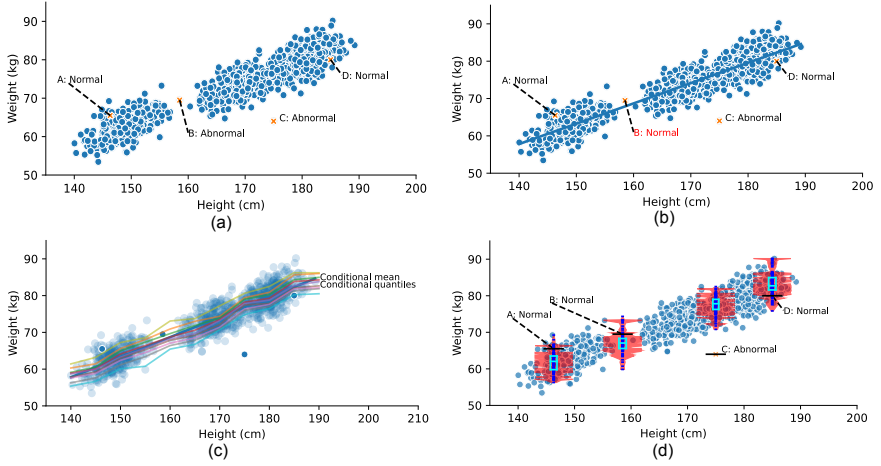 90
80
70
60
50
Weight (kg)
A: Normal
B: Abnormal
C: Abnormal
D: Normal
140
150
160
170
180
190
200
Height (cm)
(a)
90
80
70
60
50
Weight (kg)
A: Normal
B: Normal
C: Abnormal
D: Normal
140
150
160
170
180
190
200
Height (cm)
(b)
90
80
70
60
50
Weight (kg)
Conditional mean
Conditional quantiles
140
150
160
170
180
190
200
210
Height (cm)
(c)
90
80
70
60
50
Weight (kg)
B: Normal
A: Normal
D: Normal
C: Abnormal
140
150
160
170
180
190
200
Height (cm)
(d)